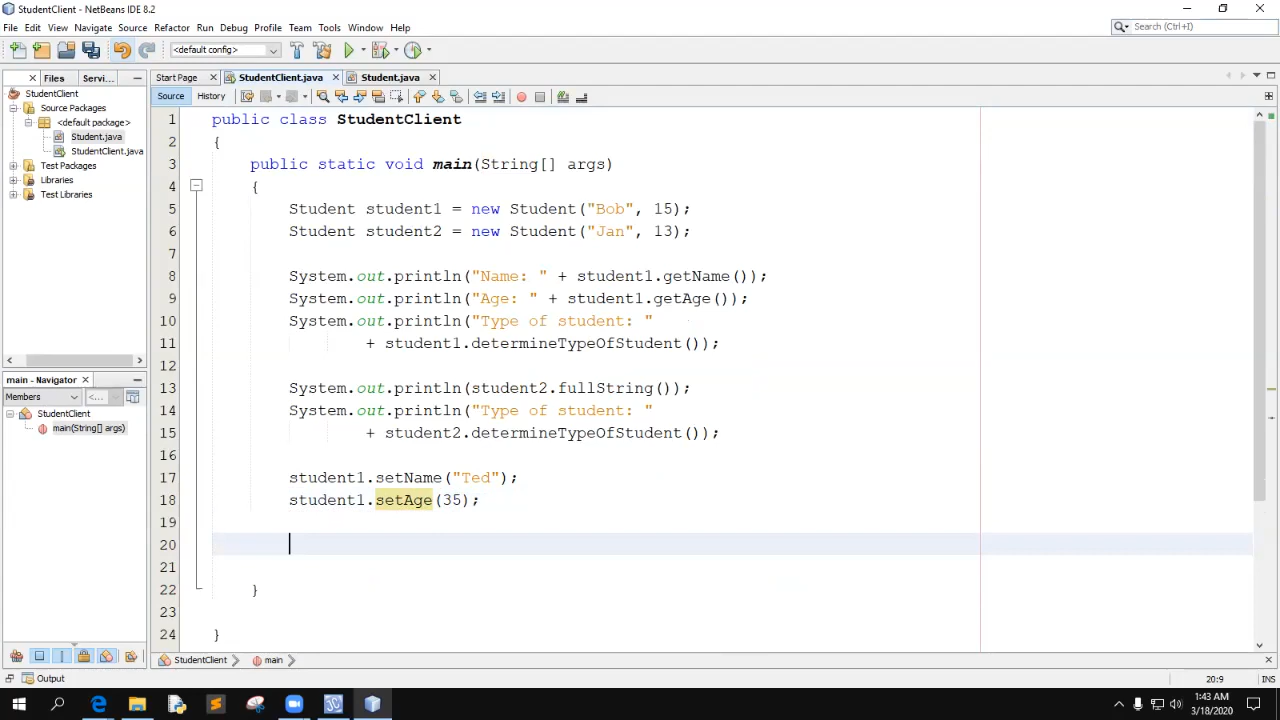 StudentClient - NetBeans IDE 8.2
File Edit View Navigate Source Refactor Run Debug Profile Team Tools Window Help
Search (Ctrl+I)
<default config>
Files Servi...
Start Page StudentClient.java Student.java
Source History
StudentClient
Source Packages
<default package>
Student.java
StudentClient.java
Test Packages
Libraries
Test Libraries
main - Navigator
Members <...
StudentClient
main(String[] args)
1 public class StudentClient
2 {
3 public static void main(String[] args)
4 {
5 Student student1 = new Student("Bob", 15);
6 Student student2 = new Student("Jan", 13);
7
8 System.out.println("Name: " + student1.getName());
9 System.out.println("Age: " + student1.getAge());
10 System.out.println("Type of student: "
11 + student1.determineTypeOfStudent());
12
13 System.out.println(student2.fullString());
14 System.out.println("Type of student: "
15 + student2.determineTypeOfStudent());
16
17 student1.setName("Ted");
18 student1.setAge(35);
19
20
21
22 }
23
24 }
StudentClient main
Output
20:9 INS
1:43 AM
3/18/2020